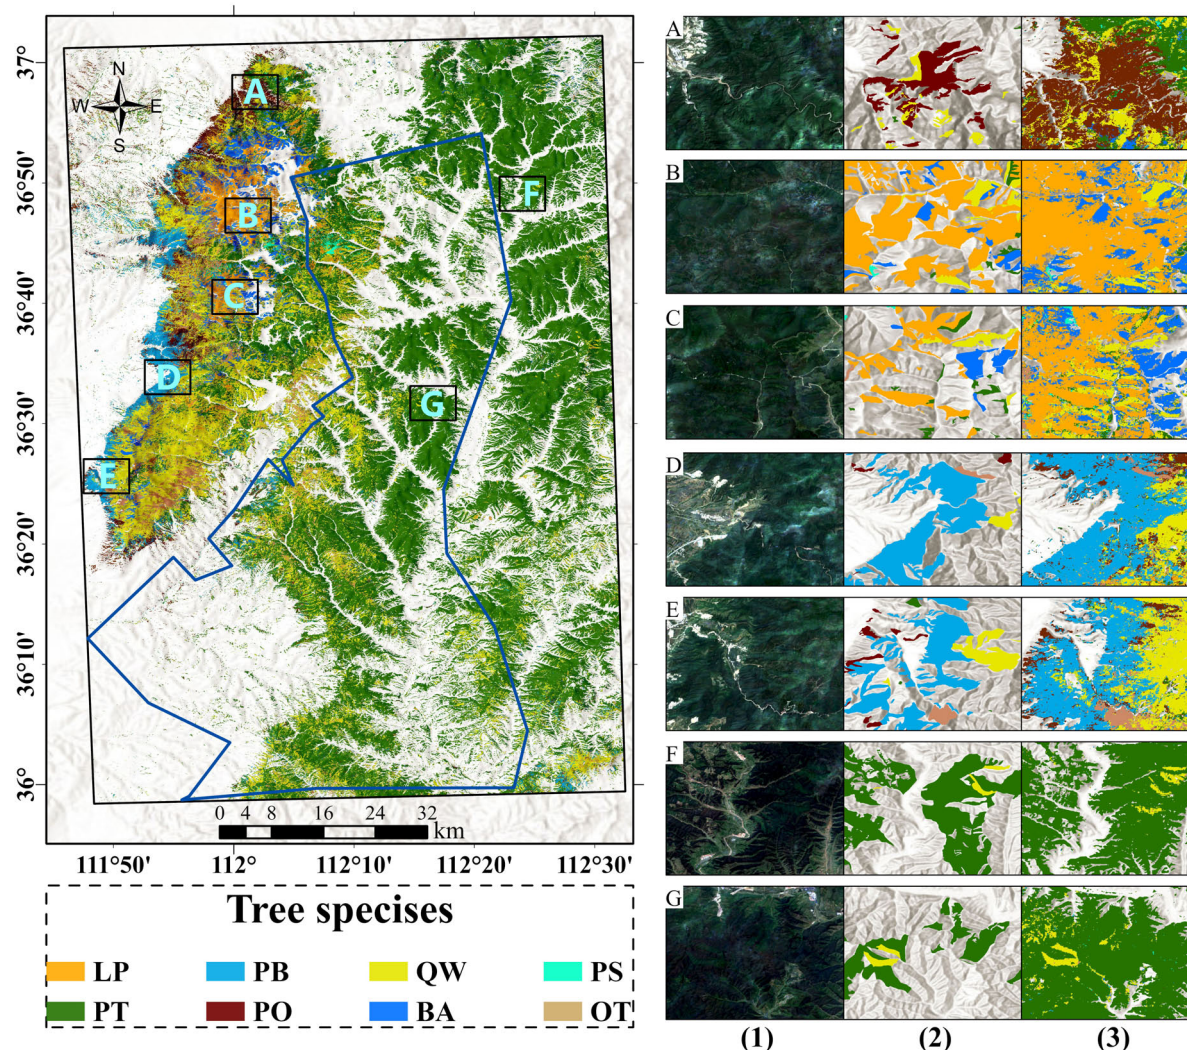 37°
36°50'
36°40'
36°30'
36°20'
36°10'
36°
N
W E
S
A
B
C
D
E
F
G
0 4 8 16 24 32
km
111°50' 112° 112°10' 112°20' 112°30'
Tree specises
LP PB QW PS
PT PO BA OT
A
B
C
D
E
F
G
(1) (2) (3)